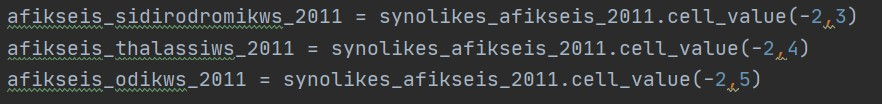 afikseis_sidirodromikws_2011 = synolikes_afikseis_2011.cell_value(-2,3)
afikseis_thalassiws_2011 = synolikes_afikseis_2011.cell_value(-2,4)
afikseis_odikws_2011 = synolikes_afikseis_2011.cell_value(-2,5)